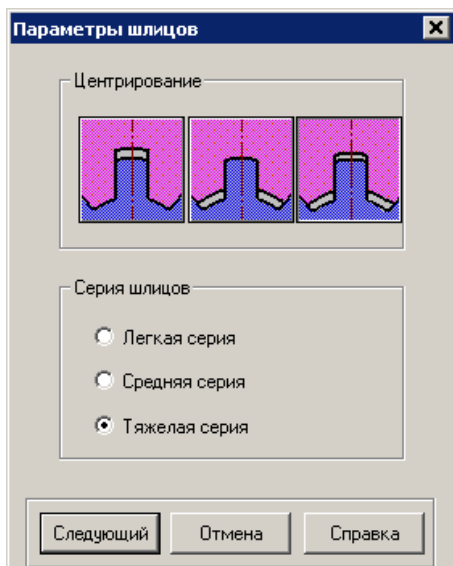 Параметры шлицов
Центрирование
Серия шлицов
Легкая серия
Средняя серия
Тяжелая серия
Следующий Отмена Справка